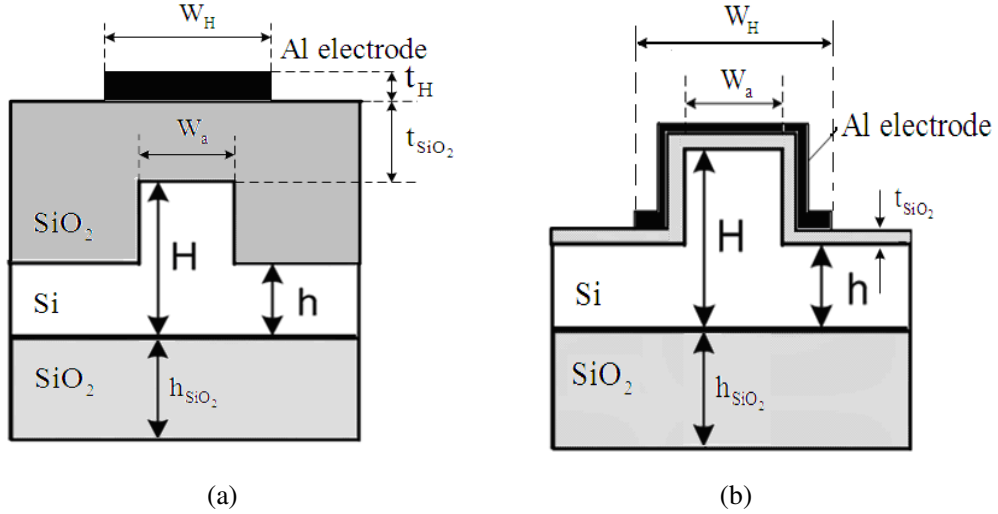 W_H
Al electrode
t_H
W_a
t_SiO₂
SiO₂
H
Si
h
SiO₂
h_SiO₂
(a)
W_H
W_a
Al electrode
t_SiO₂
H
Si
h
SiO₂
h_SiO₂
(b)